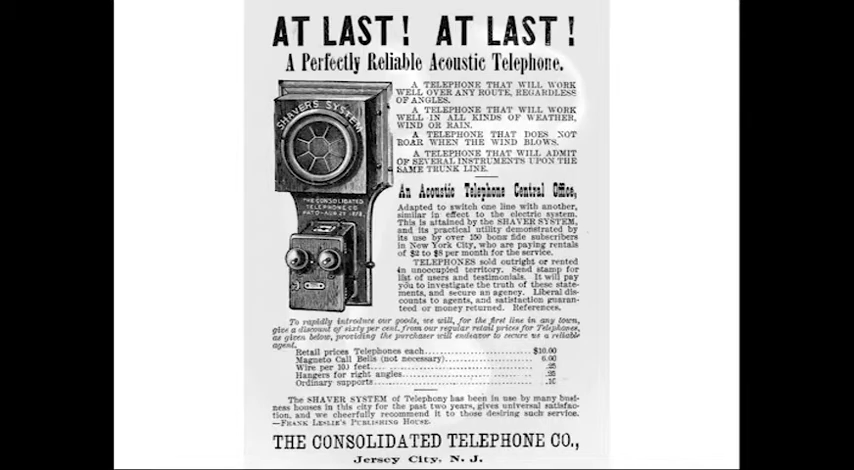 AT LAST! AT LAST!
A Perfectly Reliable Acoustic Telephone.
A TELEPHONE THAT WILL WORK
WELL OVER ANY ROUTE, REGARDLESS
OF ANGLES.
A TELEPHONE THAT WILL WORK
WELL IN ALL KINDS OF WEATHER,
WIND OR RAIN.
A TELEPHONE THAT DOES NOT
ROAR WHEN THE WIND BLOWS.
A TELEPHONE THAT WILL ADMIT
OF SEVERAL INSTRUMENTS UPON THE
SAME TRUNK LINE.
SHAVERS SYSTEM
THE CONSOLIDATED
TELEPHONE CO
An Acoustic Telephone Central Office,
Adapted to switch one line with another,
similar in effect to the electric system.
This is attained by the SHAVER SYSTEM,
and its practical utility demonstrated by
its use by over 150 bona fide subscribers
in New York City, who are paying rentals
of $2 to $8 per month for the service.
TELEPHONES sold outright or rented
in unoccupied territory. Send stamp for
list of users and testimonials. It will pay
you to investigate the truth of these state-
ments, and secure an agency. Liberal dis-
counts to agents, and satisfaction guaran-
teed or money returned. References.
To rapidly introduce our goods, we will, for the first line in any town,
give a discount of sixty per cent. from our regular retail prices for Telephones,
as given below, providing the purchaser will endeavor to secure us a reliable
agent.
Retail prices Telephones each $10.00
Magneto Call Bells (not necessary)
Wire per 100 feet
Hangers for right angles
Ordinary supports
The SHAVER SYSTEM of Telephony has been in use by many busi-
ness houses in this city for the past two years, gives universal satisfac-
tion, and we cheerfully recommend it to those desiring such service.
—FRANK LESLIE'S PUBLISHING HOUSE.
THE CONSOLIDATED TELEPHONE CO.,
Jersey City, N. J.